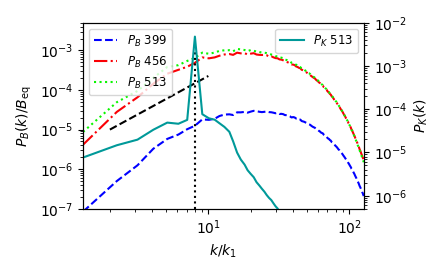 P_B 399
P_B 456
P_B 513
P_K 513
P_B(k)/B_eq
10^{-3}
10^{-4}
10^{-5}
10^{-6}
10^{-7}
10^{-2}
10^{-3}
10^{-4}
10^{-5}
10^{-6}
P_K(k)
10^1
10^2
k/k_1